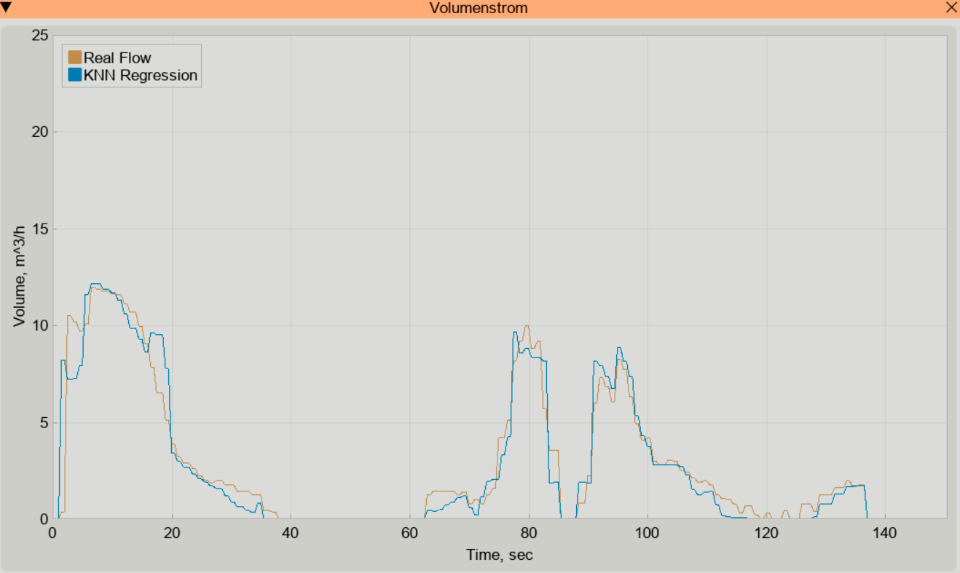 Volumenstrom
25
Real Flow
KNN Regression
20
15
Volume, m^3/h
10
5
0
0 20 40 60 80 100 120 140
Time, sec